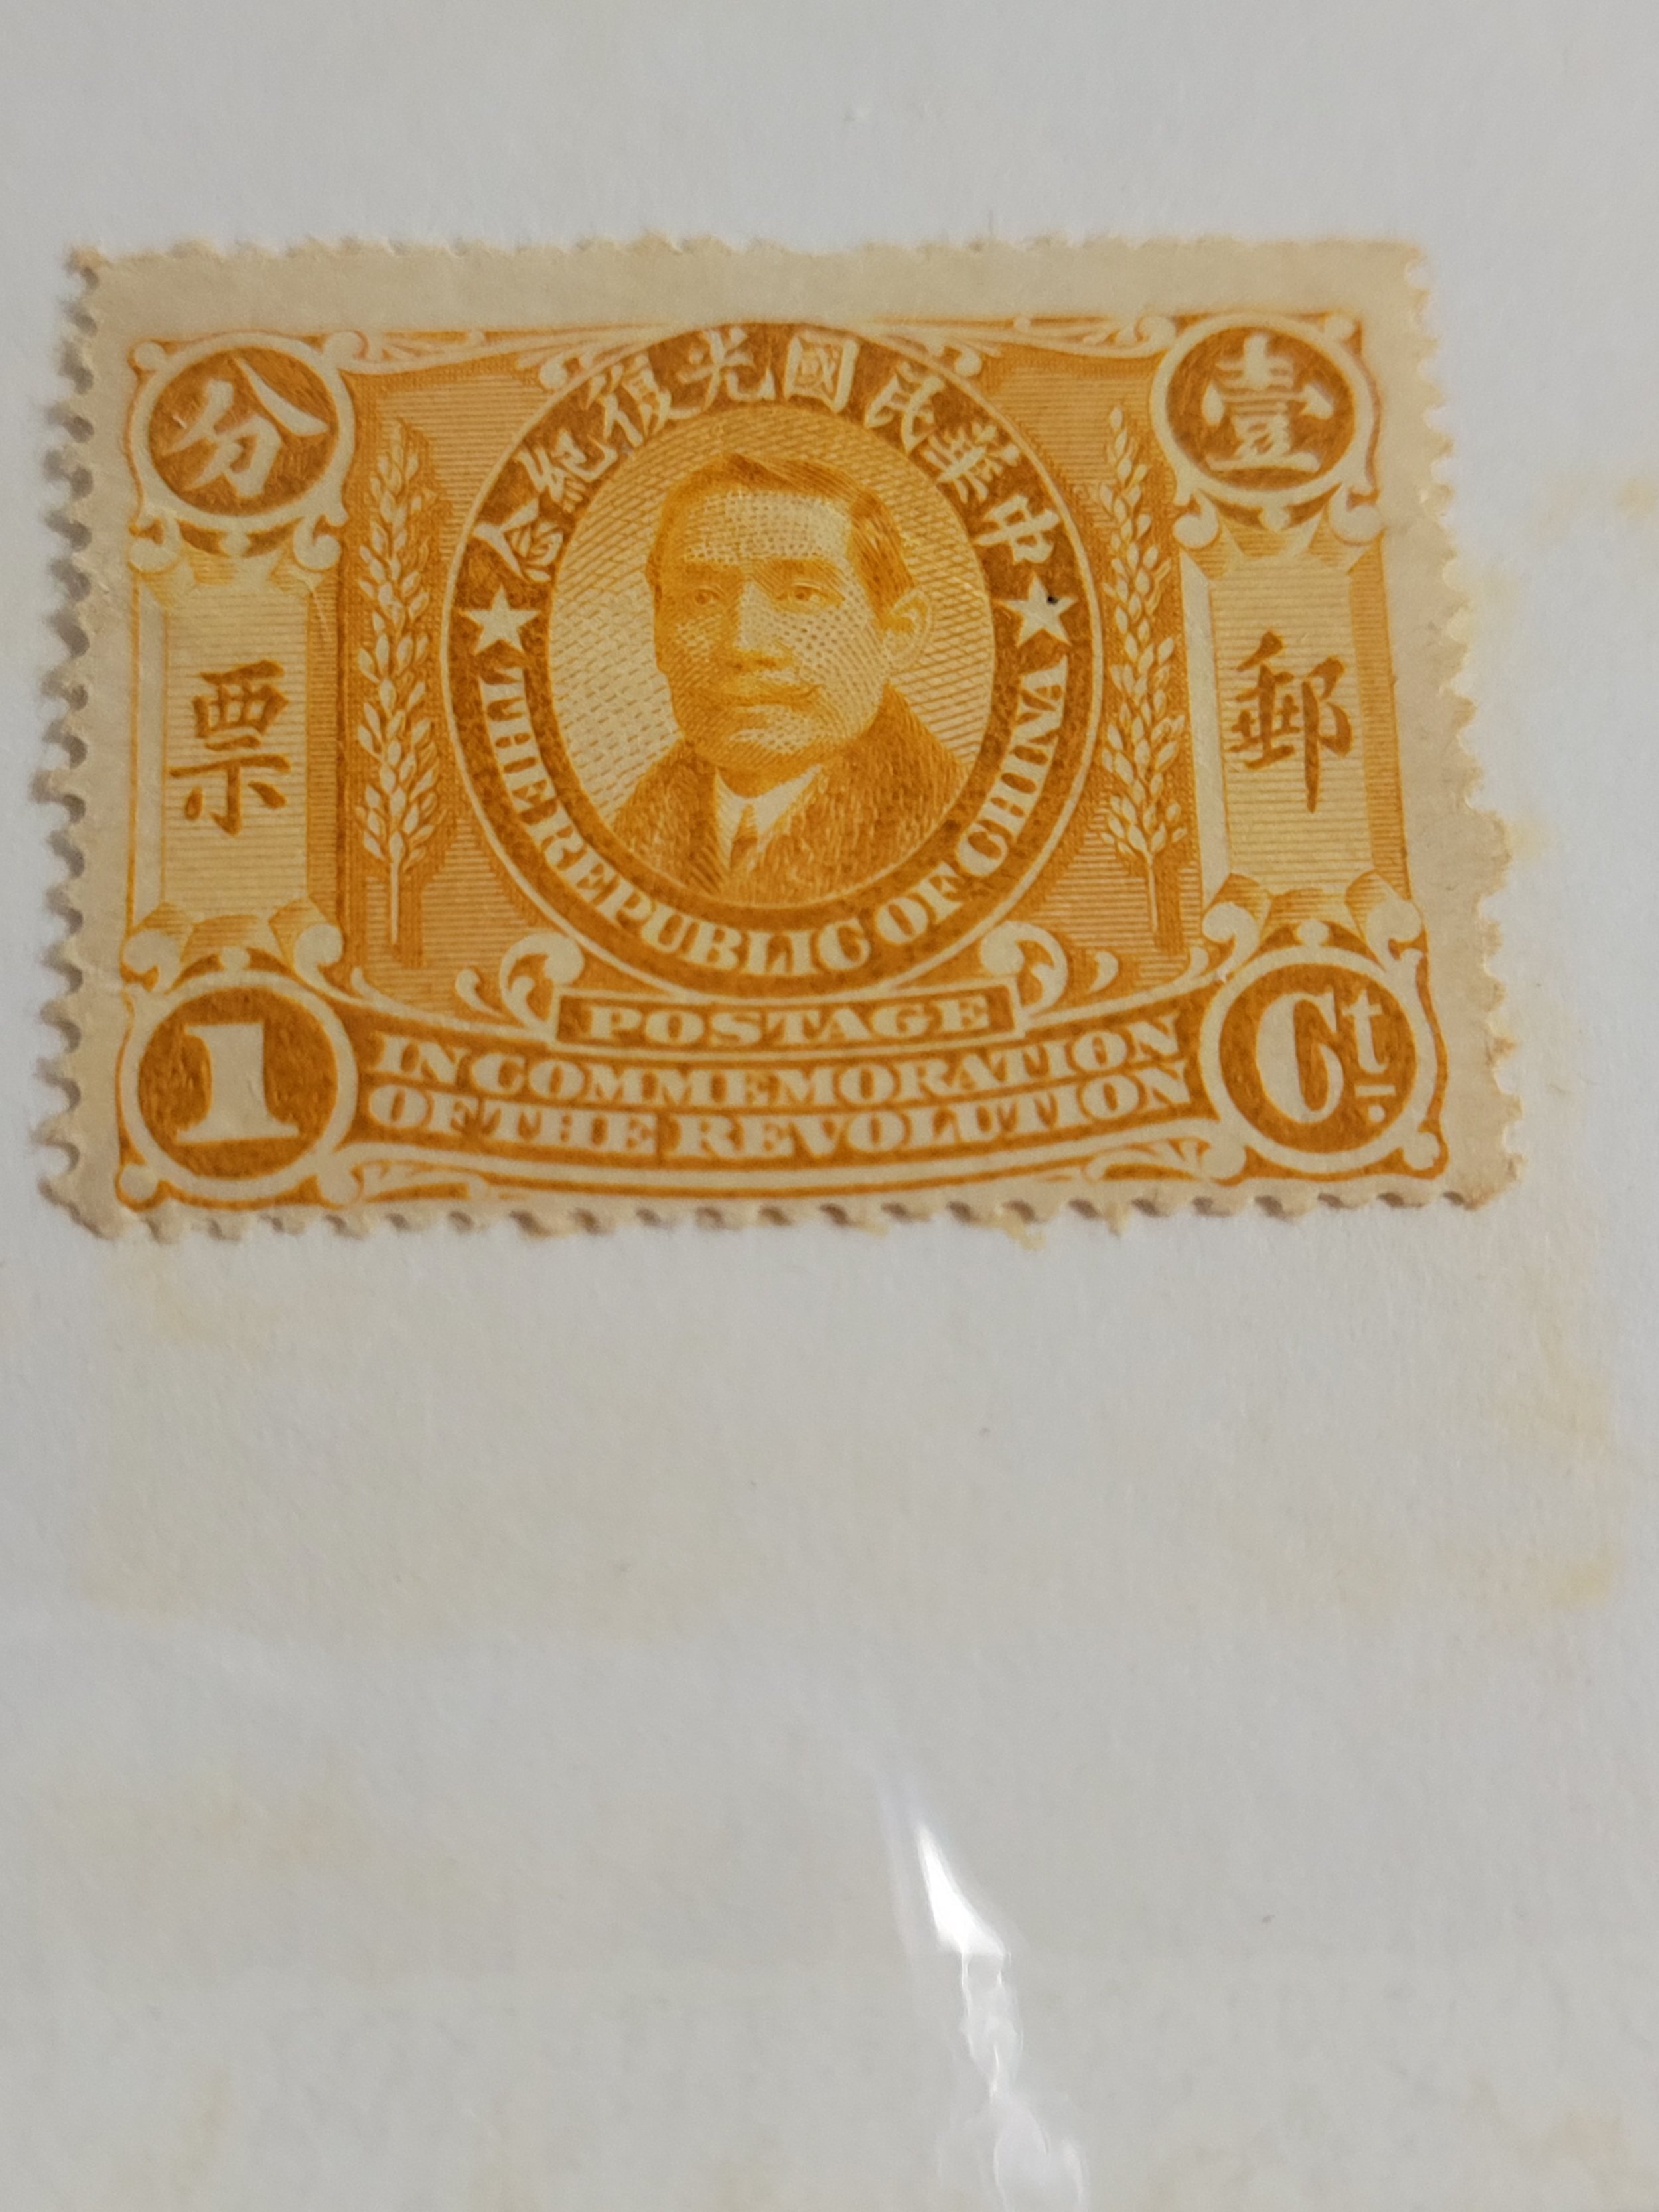 壹分
中華民國光復紀念
郵票
THE REPUBLIC OF CHINA
POSTAGE
IN COMMEMORATION
OF THE REVOLUTION
1 Ct.